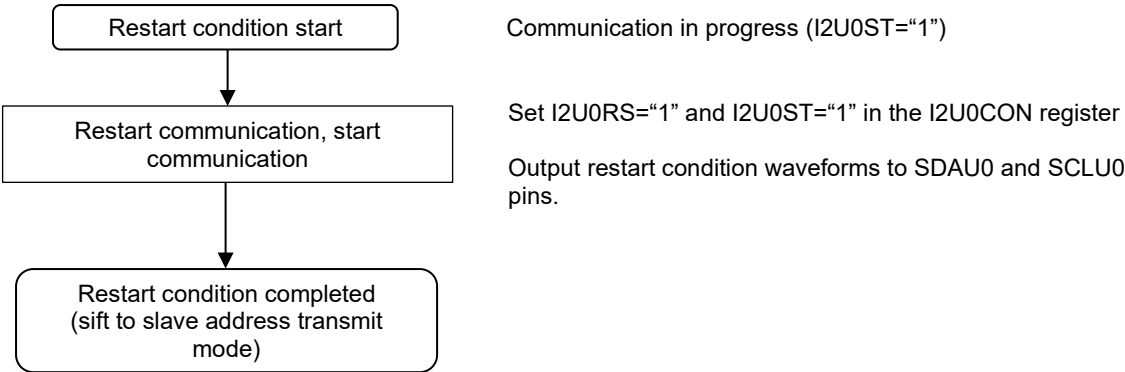 Restart condition start
Communication in progress (I2U0ST=“1”)
Restart communication, start
communication
Set I2U0RS=“1” and I2U0ST=“1” in the I2U0CON register
Output restart condition waveforms to SDAU0 and SCLU0
pins.
Restart condition completed
(sift to slave address transmit
mode)